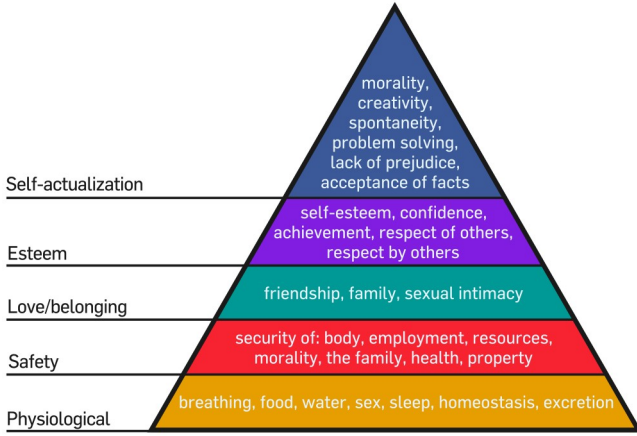 morality,
creativity,
spontaneity,
problem solving,
lack of prejudice,
acceptance of facts
Self-actualization
self-esteem, confidence,
achievement, respect of others,
respect by others
Esteem
friendship, family, sexual intimacy
Love/belonging
security of: body, employment, resources,
morality, the family, health, property
Safety
breathing, food, water, sex, sleep, homeostasis, excretion
Physiological